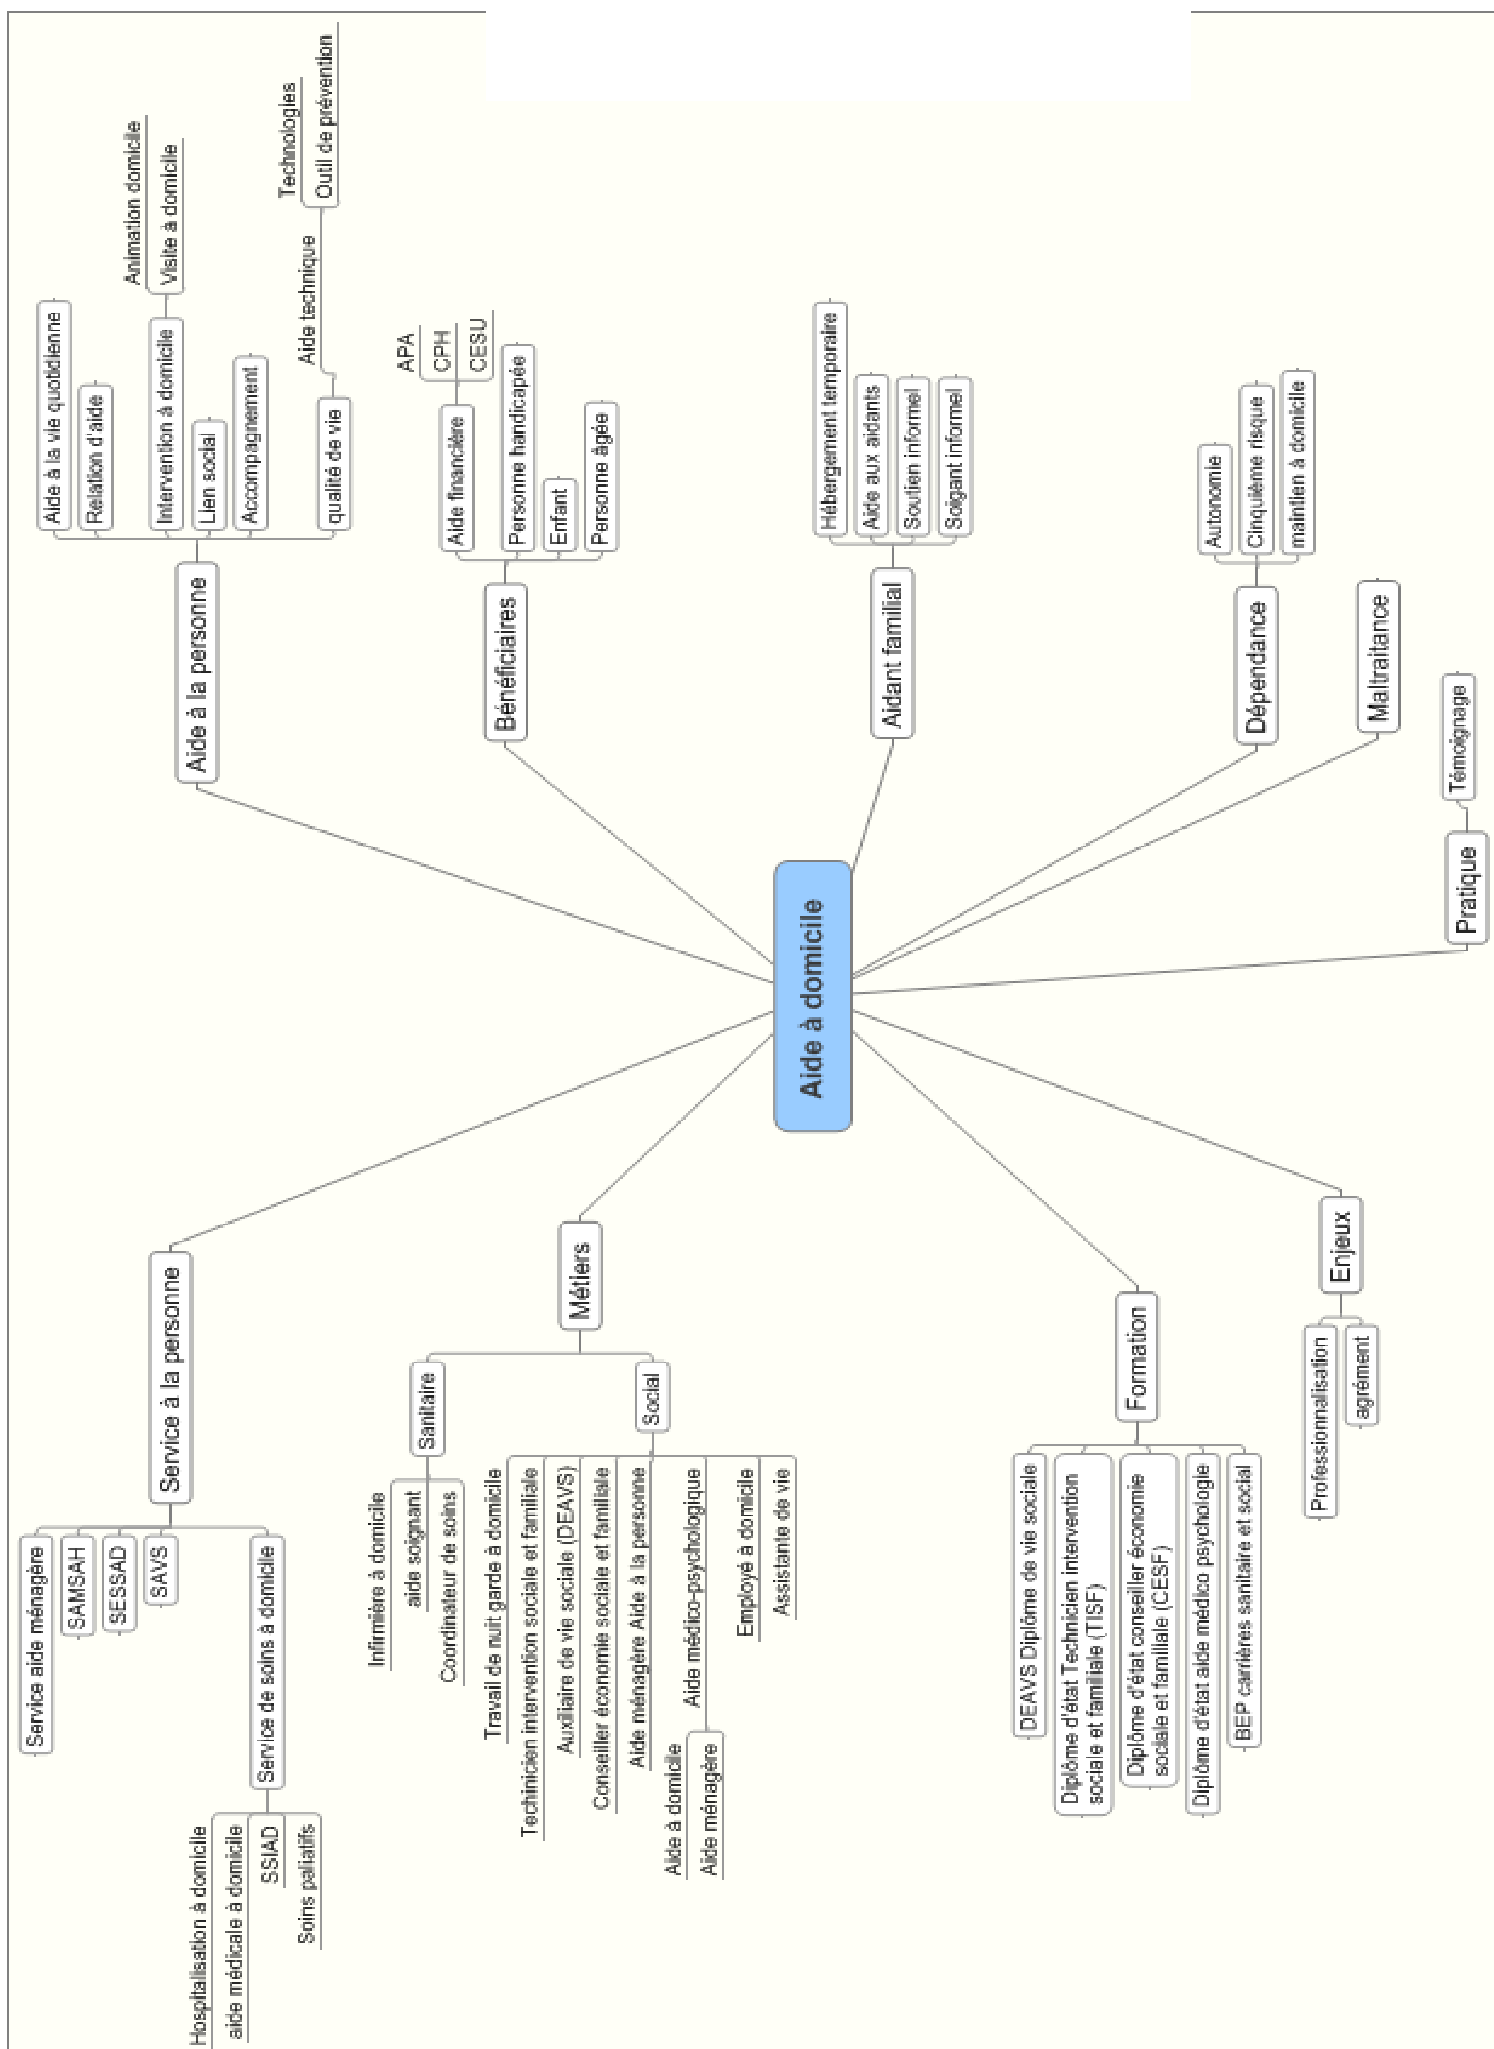 Aide à domicile
Service à la personne
Service aide ménagère
SAMSAH
SESSAD
SAVS
Service de soins à domicile
Hospitalisation à domicile
aide médicale à domicile
SSIAD
Soins paliatifs
Métiers
Sanitaire
Infirmière à domicile
aide soignant
Coordinateur de soins
Social
Travail de nuit garde à domicile
Techinicien intervention sociale et familiale
Auxiliaire de vie sociale (DEAVS)
Conseiller économie sociale et familiale
Aide ménagère Aide à la personne
Aide médico-psychologique
Aide à domicile
Aide ménagère
Employé à domicile
Assistante de vie
Formation
DEAVS Diplôme de vie sociale
Diplôme d'état Technicien intervention
sociale et familiale (TISF)
Diplôme d'état conseiller économie
sociale et familiale (CESF)
Diplôme d'état aide médico psychologie
BEP carrières sanitaire et social
Enjeux
Professionnalisation
agrément
Aide à la personne
Aide à la vie quotidienne
Relation d'aide
Intervention à domicile
Animation domicile
Visite à domicile
Lien social
Accompagnement
qualité de vie
Aide technique
Technologies
Outil de prévention
Bénéficiaires
Aide financière
APA
CPH
CESU
Personne handicapée
Enfant
Personne âgée
Aidant familial
Hébergement temporaire
Aide aux aidants
Soutien informel
Soigant informel
Dépendance
Autonomie
Cinquième risque
maintien à domicile
Maltraitance
Pratique
Témoignage